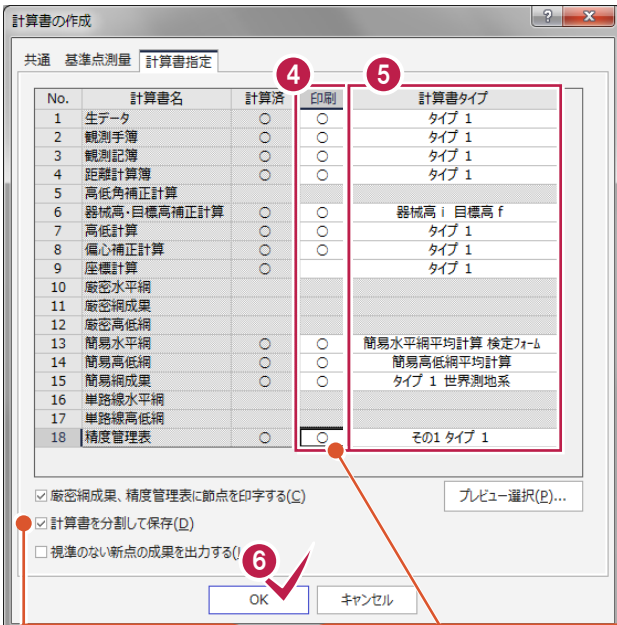 計算書の作成
共通 基準点測量 計算書指定
4 5
No. 計算書名 計算済 印刷 計算書タイプ
1 生データ ○ ○ タイプ 1
2 観測手簿 ○ ○ タイプ 1
3 観測記簿 ○ ○ タイプ 1
4 距離計算簿 ○ ○ タイプ 1
5 高低角補正計算
6 器械高・目標高補正計算 ○ ○ 器械高 i 目標高 f
7 高低計算 ○ ○ タイプ 1
8 偏心補正計算 ○ ○ タイプ 1
9 座標計算 ○ タイプ 1
10 厳密水平網
11 厳密網成果
12 厳密高低網
13 簡易水平網 ○ ○ 簡易水平網平均計算 検定フォーム
14 簡易高低網 ○ ○ 簡易高低網平均計算
15 簡易網成果 ○ ○ タイプ 1 世界測地系
16 単路線水平網
17 単路線高低網
18 精度管理表 ○ ○ その1 タイプ 1
厳密網成果、精度管理表に節点を印字する(C) プレビュー選択(P)...
計算書を分割して保存(D)
視準のない新点の成果を出力する(
6
OK キャンセル